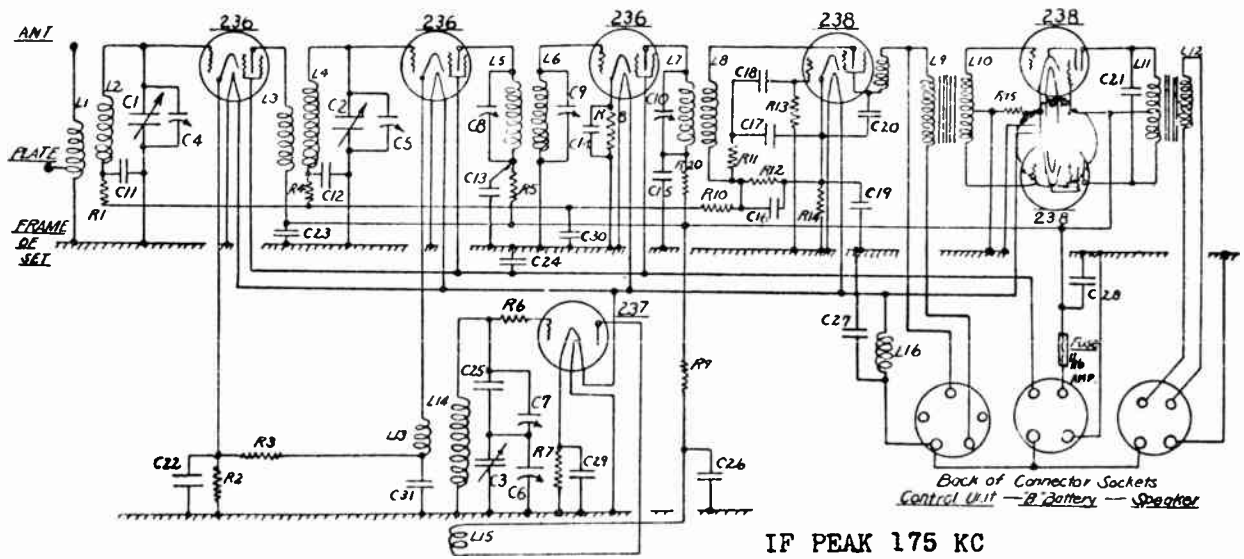 236
236
236
238
238
ANT
L1
L2
C1
C4
L3
L4
C2
C5
L5
L6
C8
C9
L7
L8
C10
C18
R13
C17
C20
L9
L10
R15
C21
L11
L12
PLATE
C11
R1
R4
C12
C13
R5
C14
R8
C15
R20
R11
R12
R10
C16
R14
C19
238
FRAME
OF
SET
C23
C30
C24
C28
R6
237
C27
L16
Fuse
1/16
AMP.
C25
C7
L14
R9
L13
R3
C22
R2
C31
C3
C6
R7
C29
C26
L15
Back of Connector Sockets
Control Unit — "B" Battery — Speaker
IF PEAK 175 KC